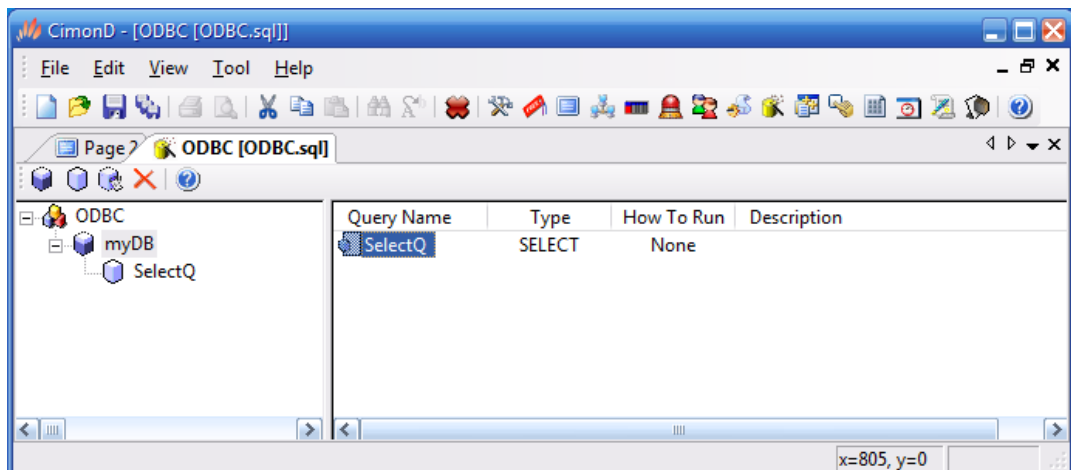 CimonD - [ODBC [ODBC.sql]]
File Edit View Tool Help
Page 2 ODBC [ODBC.sql]
ODBC
myDB
SelectQ
Query Name Type How To Run Description
SelectQ SELECT None
x=805, y=0